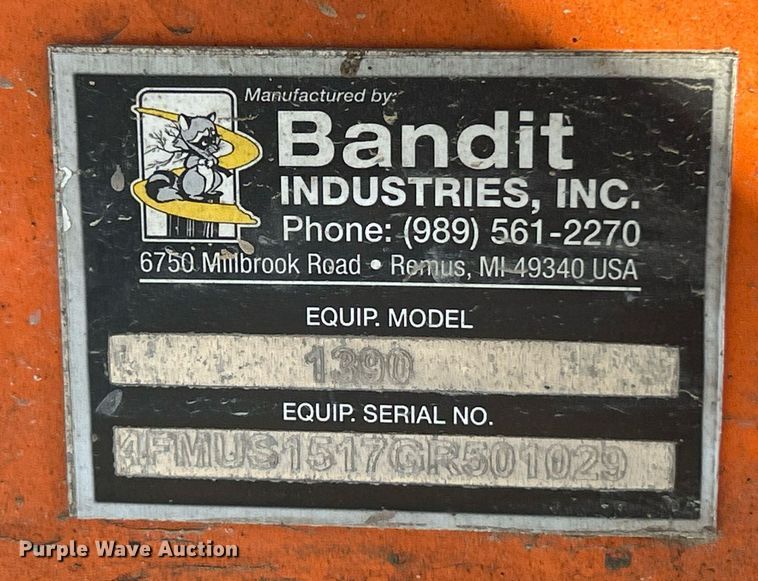 Manufactured by:
Bandit
INDUSTRIES, INC.
Phone: (989) 561-2270
6750 Millbrook Road • Remus, MI 49340 USA
EQUIP. MODEL
1390
EQUIP. SERIAL NO.
4FMUS1517GR501029
Purple Wave Auction